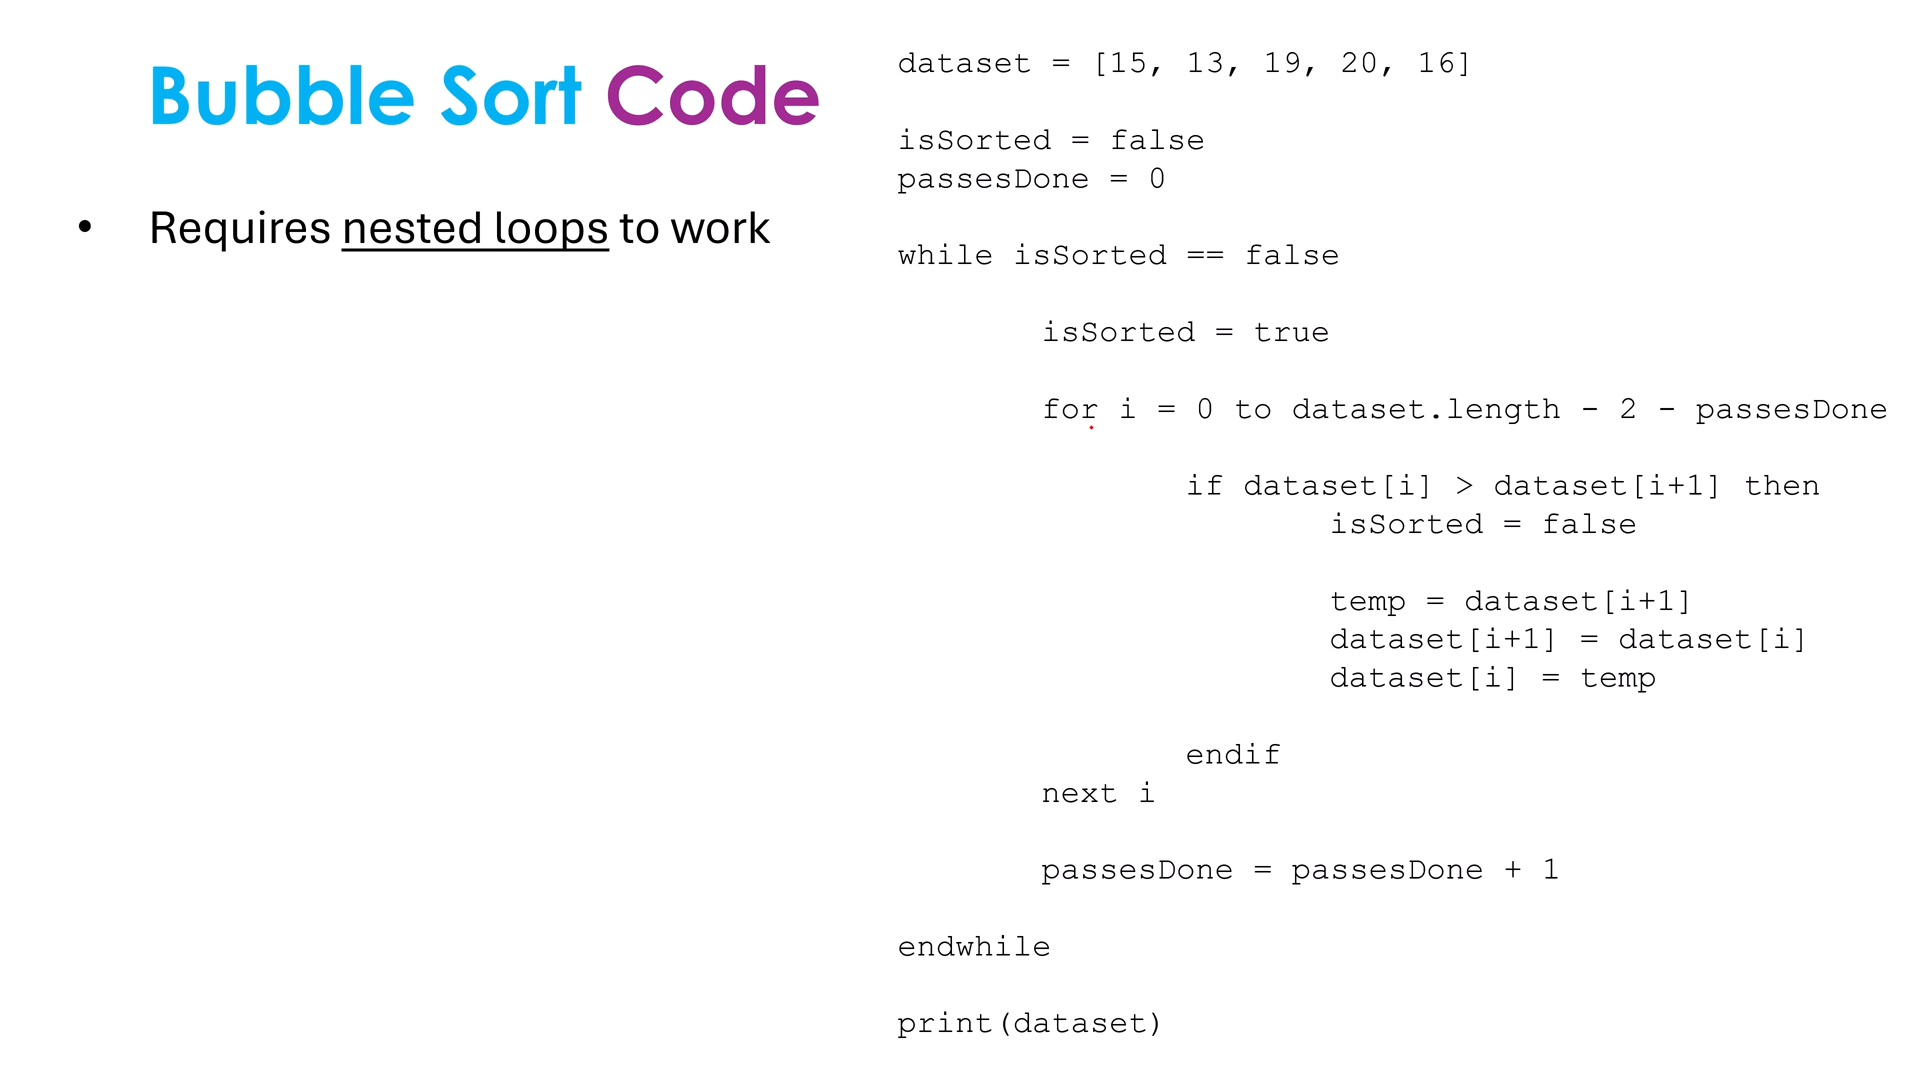 Bubble Sort Code
• Requires nested loops to work
dataset = [15, 13, 19, 20, 16]
isSorted = false
passesDone = 0
while isSorted == false
isSorted = true
for i = 0 to dataset.length - 2 - passesDone
if dataset[i] > dataset[i+1] then
isSorted = false
temp = dataset[i+1]
dataset[i+1] = dataset[i]
dataset[i] = temp
endif
next i
passesDone = passesDone + 1
endwhile
print(dataset)